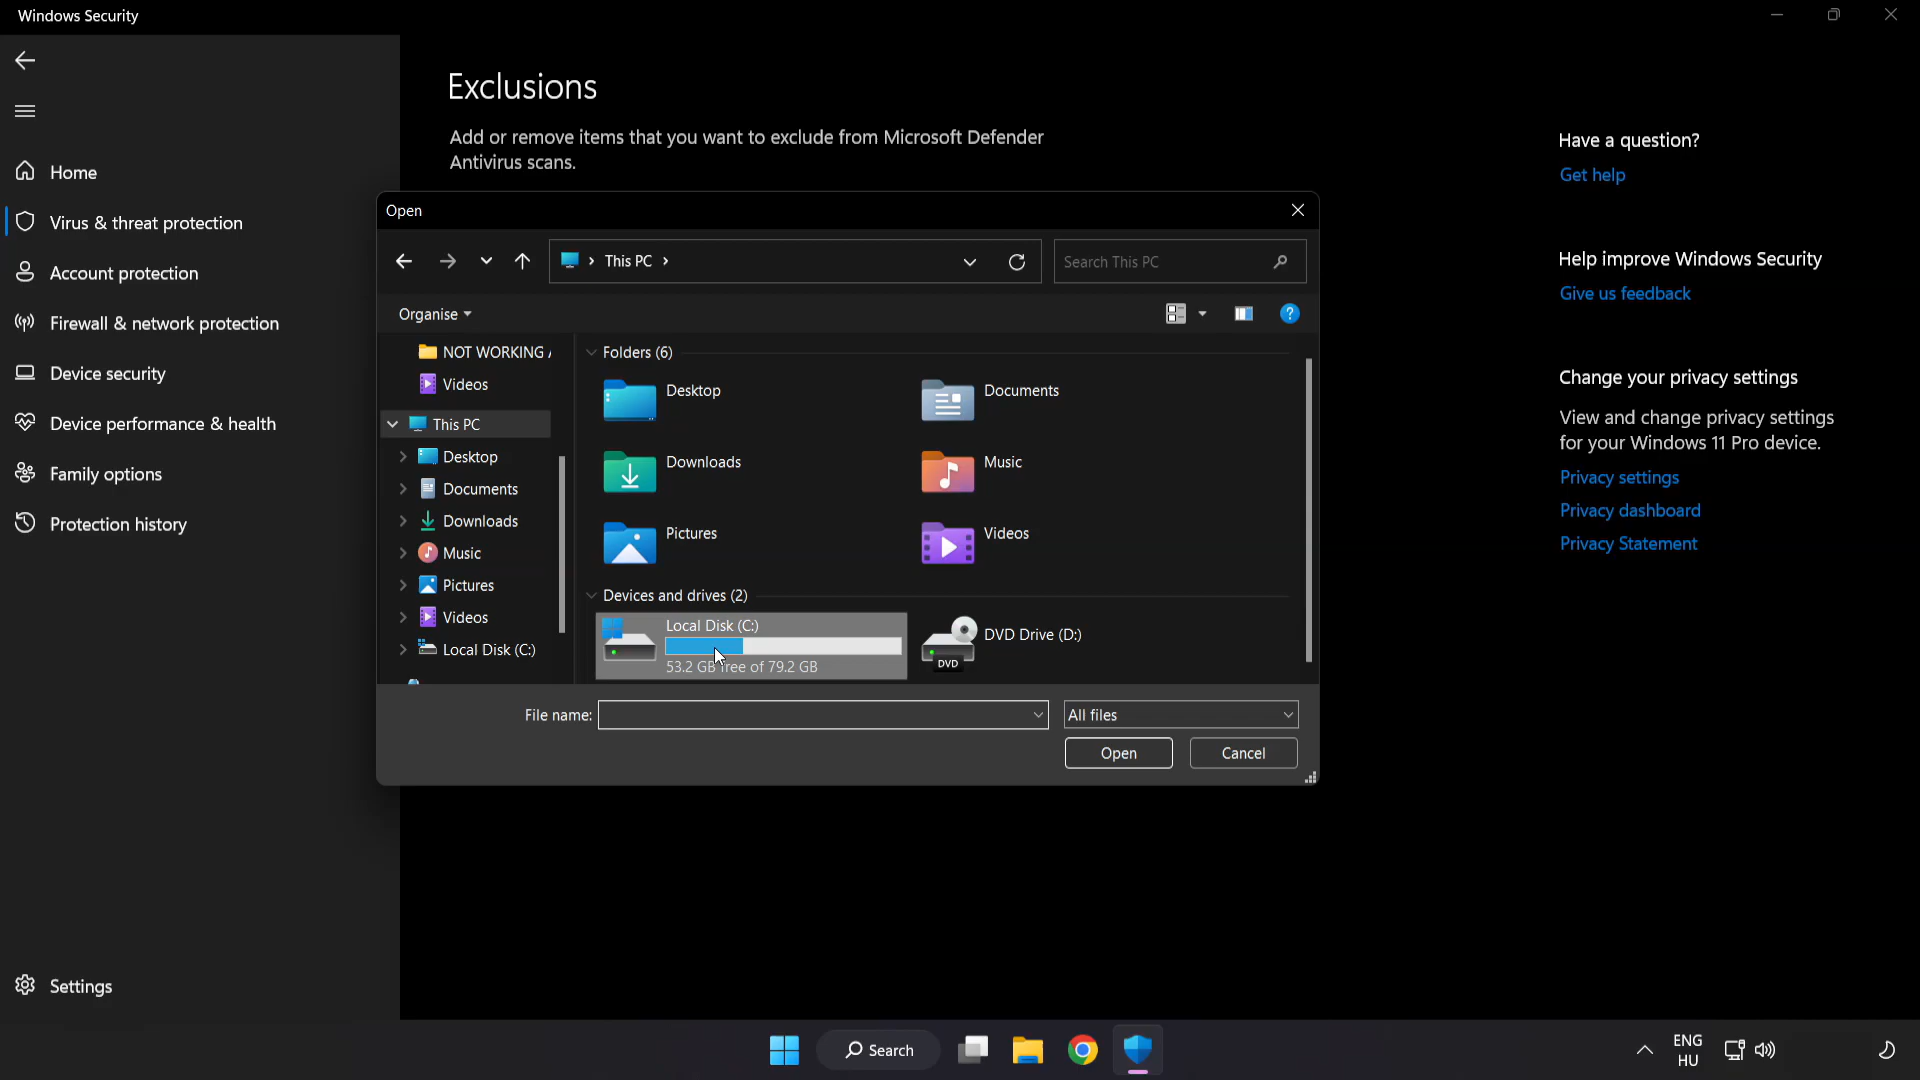 Windows Security
Home
Virus & threat protection
Account protection
Firewall & network protection
Device security
Device performance & health
Family options
Protection history
Settings
Exclusions
Add or remove items that you want to exclude from Microsoft Defender
Antivirus scans.
Open
This PC
Search This PC
Organise
NOT WORKING
Videos
This PC
Desktop
Documents
Downloads
Music
Pictures
Videos
Local Disk (C:)
Folders (6)
Desktop
Documents
Downloads
Music
Pictures
Videos
Devices and drives (2)
Local Disk (C:)
53.2 GB free of 79.2 GB
DVD Drive (D:)
DVD
File name:
All files
Open
Cancel
Have a question?
Get help
Help improve Windows Security
Give us feedback
Change your privacy settings
View and change privacy settings
for your Windows 11 Pro device.
Privacy settings
Privacy dashboard
Privacy Statement
Search
ENG
HU